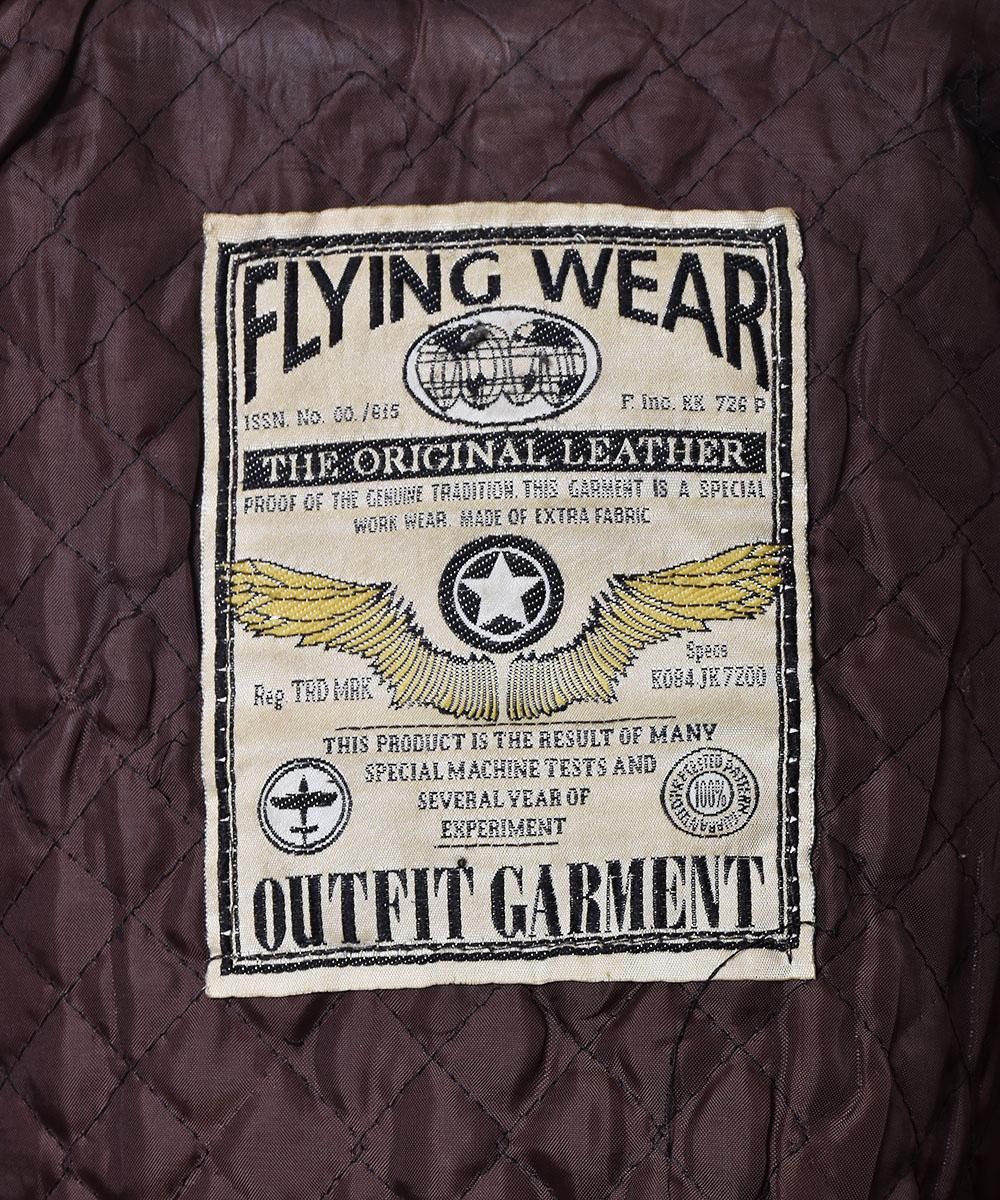 FLYING WEAR
ISSN. No. 00./615
F. Inc. KK 726 P
THE ORIGINAL LEATHER
PROOF OF THE GENUINE TRADITION. THIS GARMENT IS A SPECIAL
WORK WEAR. MADE OF EXTRA FABRIC
Reg. TRD MRK
Specs
K084.JK7200
THIS PRODUCT IS THE RESULT OF MANY
SPECIAL MACHINE TESTS AND
SEVERAL YEAR OF
EXPERIMENT
100%
OUTFIT GARMENT